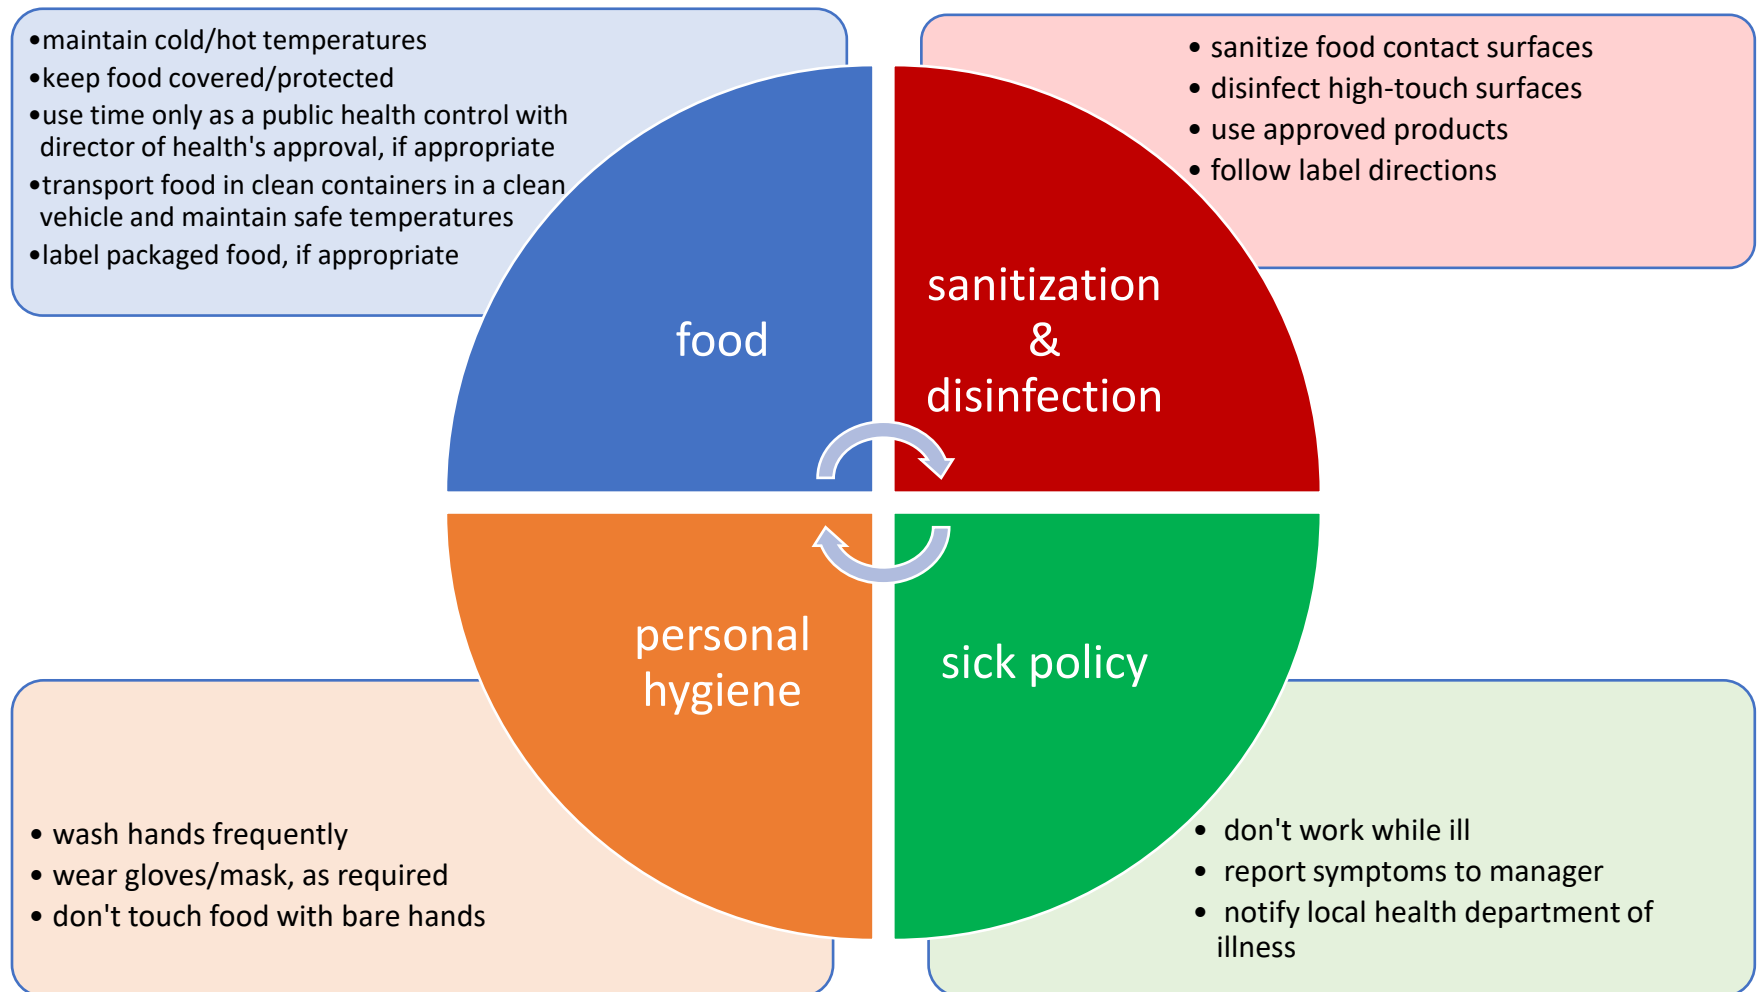 •maintain cold/hot temperatures
•keep food covered/protected
•use time only as a public health control with
director of health's approval, if appropriate
•transport food in clean containers in a clean
vehicle and maintain safe temperatures
•label packaged food, if appropriate
• sanitize food contact surfaces
• disinfect high-touch surfaces
• use approved products
• follow label directions
food
sanitization
&
disinfection
personal
hygiene
sick policy
• wash hands frequently
• wear gloves/mask, as required
• don't touch food with bare hands
• don't work while ill
• report symptoms to manager
• notify local health department of
illness